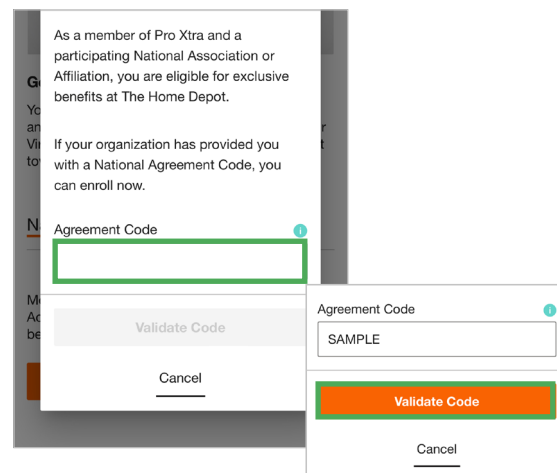 As a member of Pro Xtra and a
participating National Association or
Affiliation, you are eligible for exclusive
benefits at The Home Depot.
If your organization has provided you
with a National Agreement Code, you
can enroll now.
Agreement Code
Validate Code
Cancel
Agreement Code
SAMPLE
Validate Code
Cancel